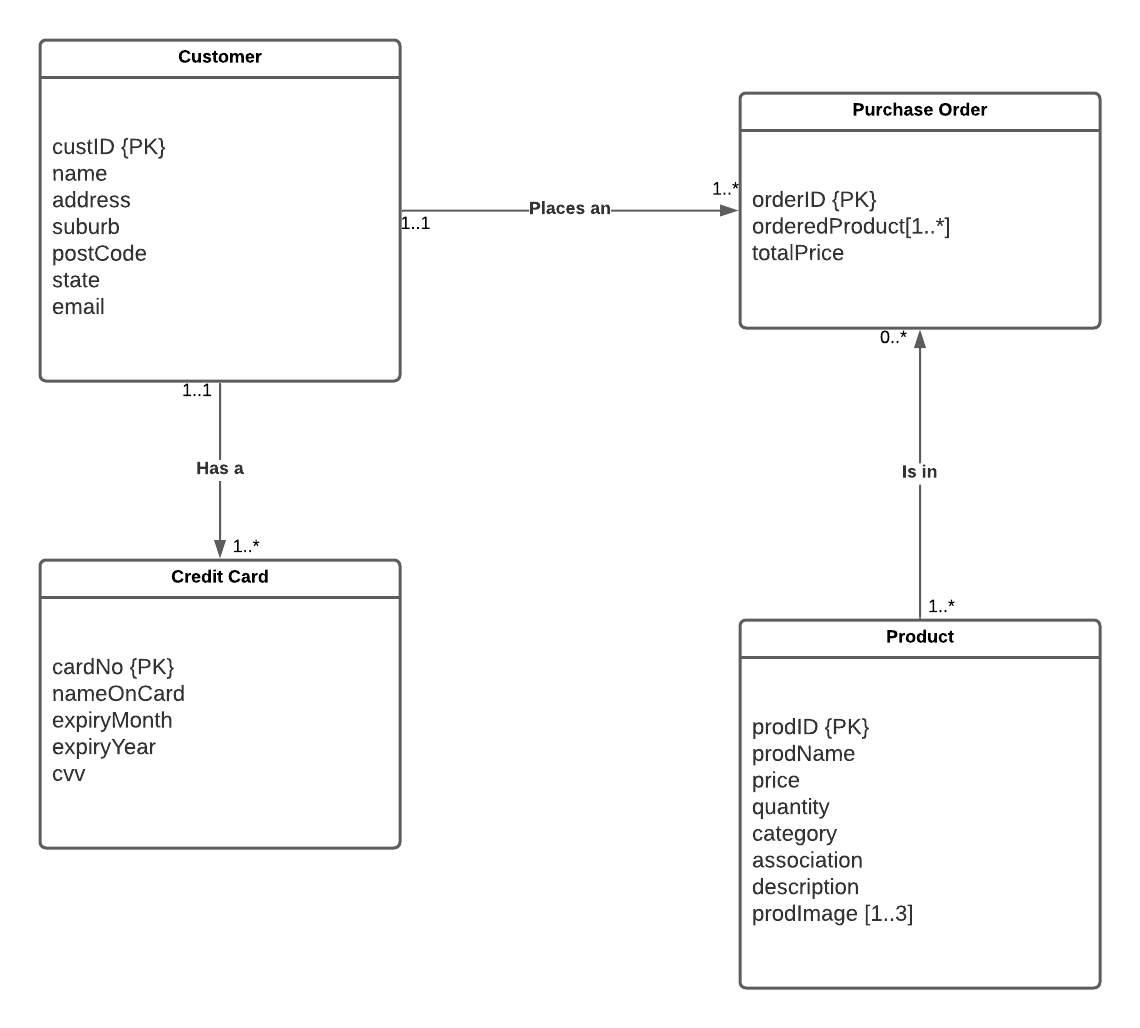 Customer
custID {PK}
name
address
suburb
postCode
state
email
1..1
Places an
1..*
Purchase Order
orderID {PK}
orderedProduct[1..*]
totalPrice
1..1
Has a
1..*
Credit Card
cardNo {PK}
nameOnCard
expiryMonth
expiryYear
cvv
0..*
Is in
1..*
Product
prodID {PK}
prodName
price
quantity
category
association
description
prodImage [1..3]